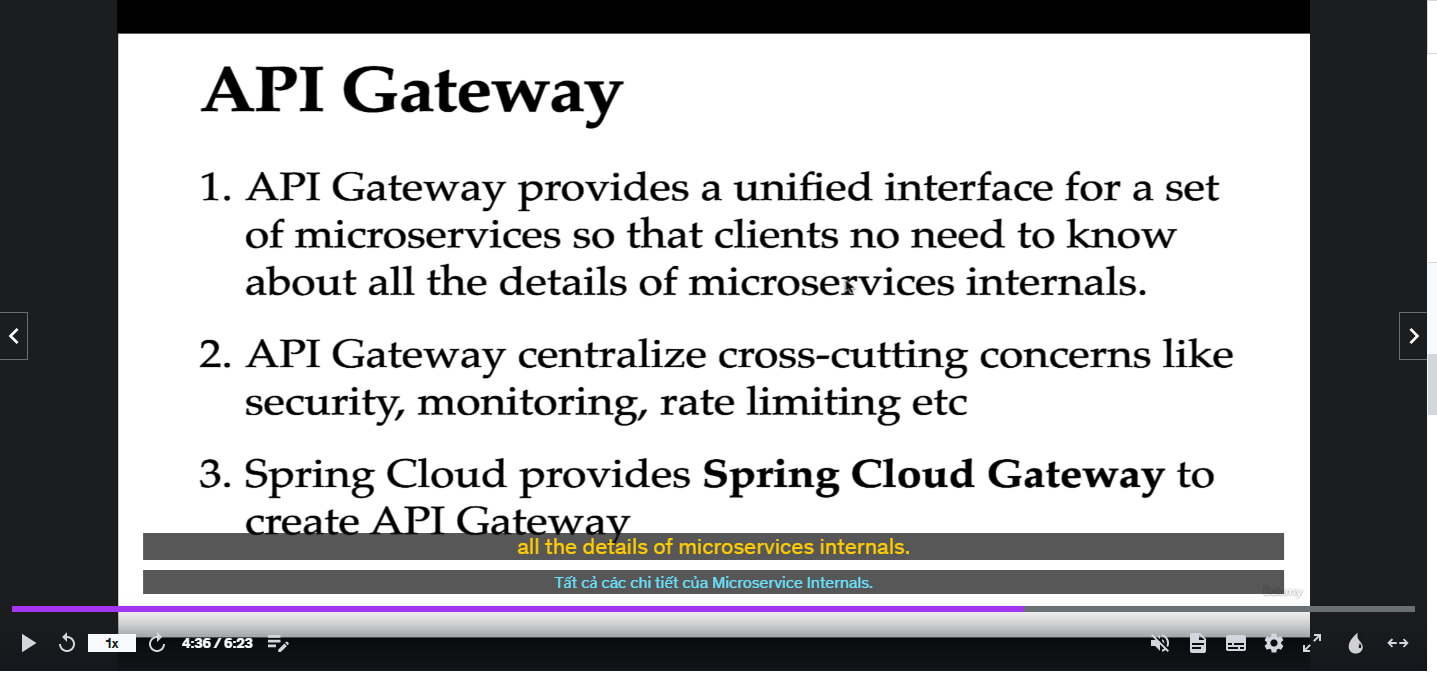 API Gateway
1. API Gateway provides a unified interface for a set
of microservices so that clients no need to know
about all the details of microservices internals.
2. API Gateway centralize cross-cutting concerns like
security, monitoring, rate limiting etc
3. Spring Cloud provides Spring Cloud Gateway to
create API Gateway
all the details of microservices internals.
Tất cả các chi tiết của Microservice Internals.
1x
4:36 / 6:23